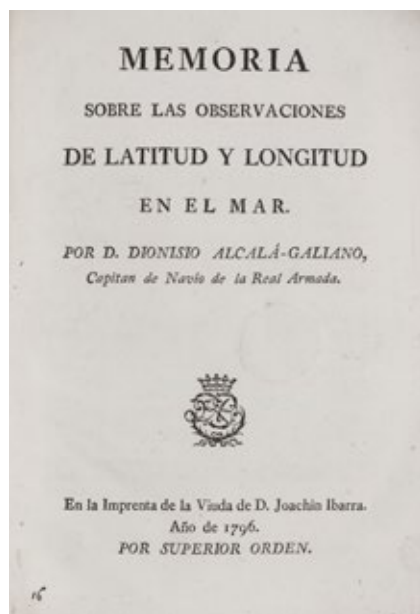 MEMORIA
SOBRE LAS OBSERVACIONES
DE LATITUD Y LONGITUD
EN EL MAR.
POR D. DIONISIO ALCALÁ-GALIANO,
Capitan de Navío de la Real Armada.
En la Imprenta de la Viuda de D. Joachin Ibarra.
Año de 1796.
POR SUPERIOR ORDEN.
16